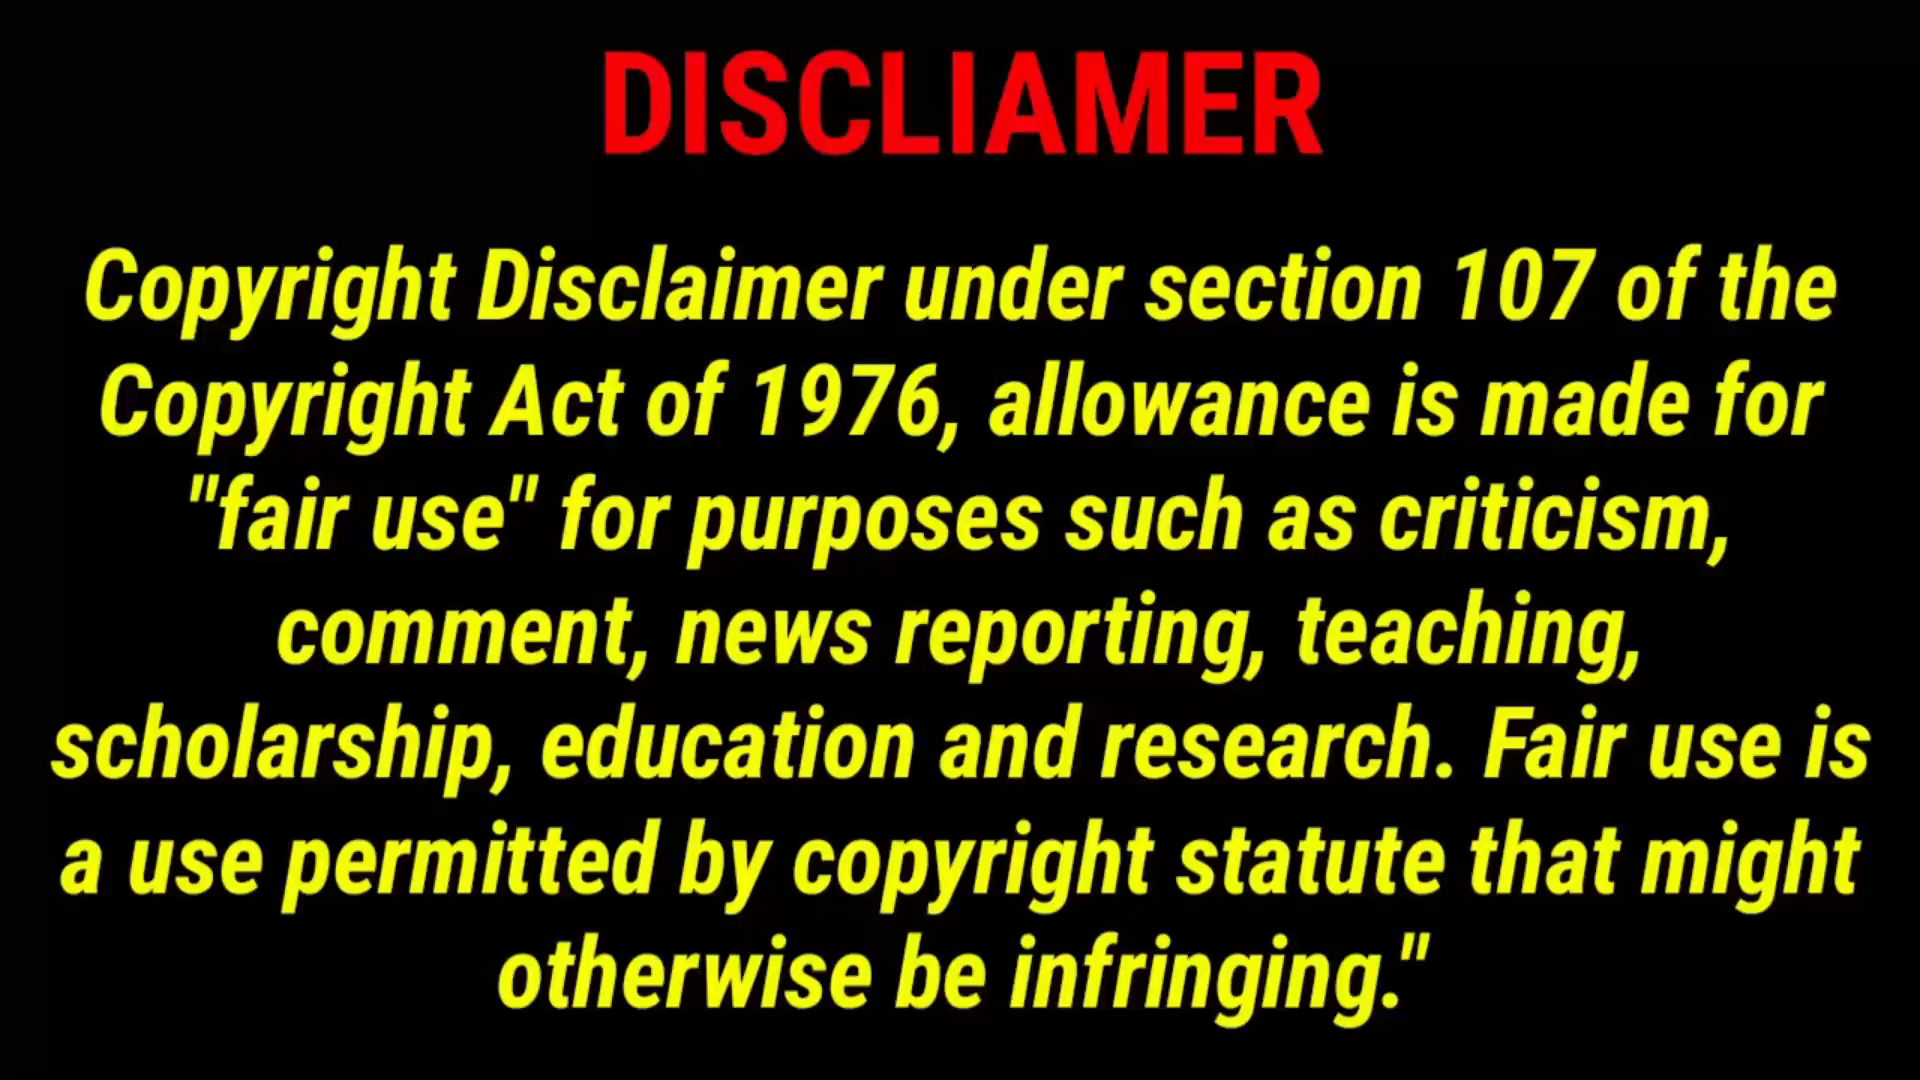 DISCLIAMER
Copyright Disclaimer under section 107 of the
Copyright Act of 1976, allowance is made for
"fair use" for purposes such as criticism,
comment, news reporting, teaching,
scholarship, education and research. Fair use is
a use permitted by copyright statute that might
otherwise be infringing."